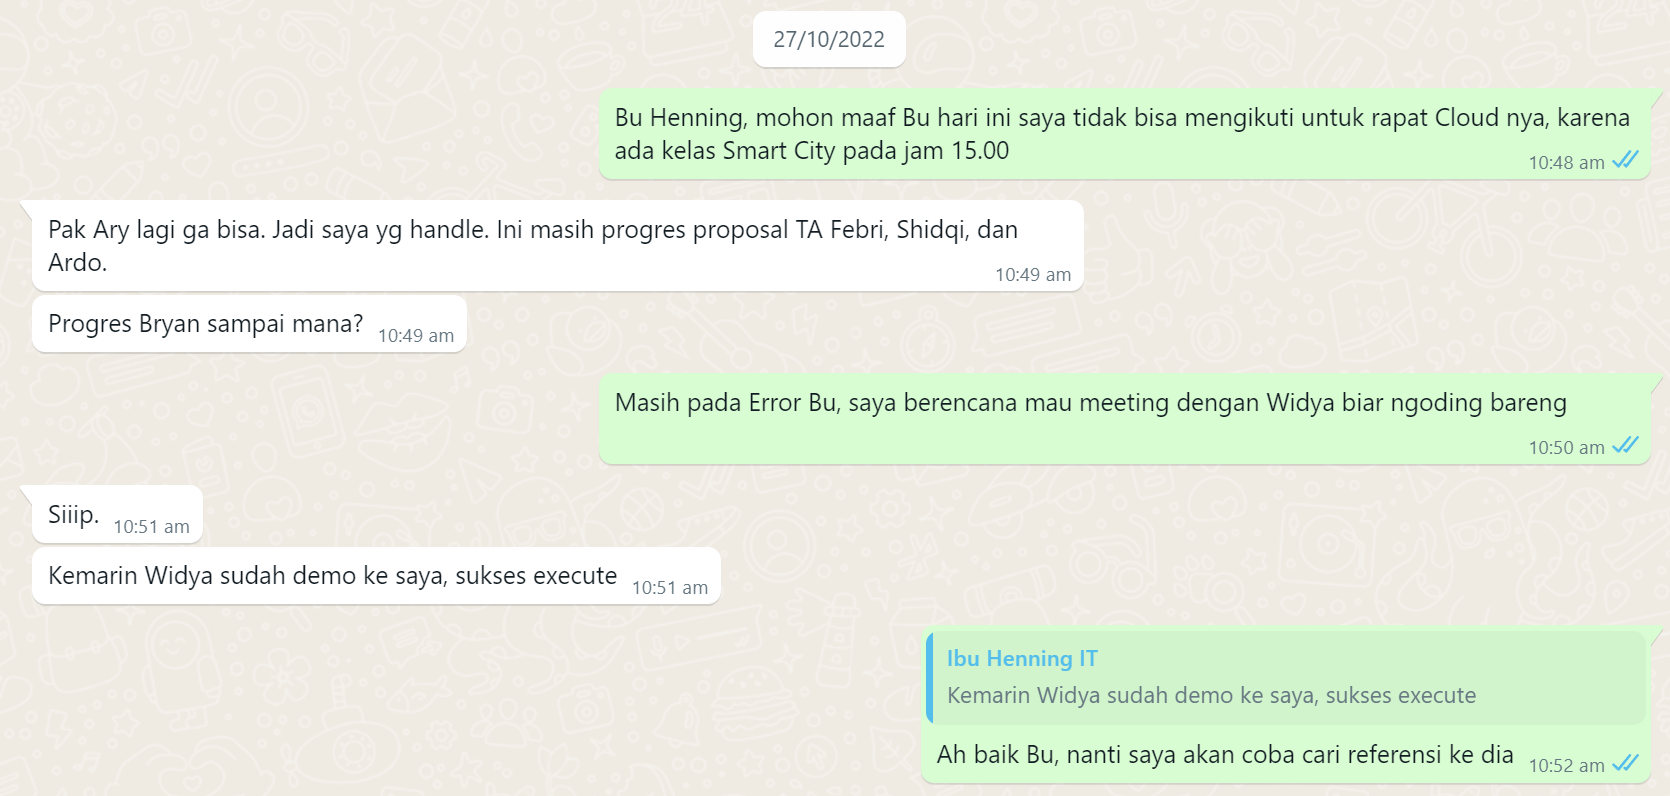 27/10/2022
Bu Henning, mohon maaf Bu hari ini saya tidak bisa mengikuti untuk rapat Cloud nya, karena
ada kelas Smart City pada jam 15.00
10:48 am
Pak Ary lagi ga bisa. Jadi saya yg handle. Ini masih progres proposal TA Febri, Shidqi, dan
Ardo.
10:49 am
Progres Bryan sampai mana?
10:49 am
Masih pada Error Bu, saya berencana mau meeting dengan Widya biar ngoding bareng
10:50 am
Siiip.
10:51 am
Kemarin Widya sudah demo ke saya, sukses execute
10:51 am
Ibu Henning IT
Kemarin Widya sudah demo ke saya, sukses execute
Ah baik Bu, nanti saya akan coba cari referensi ke dia
10:52 am